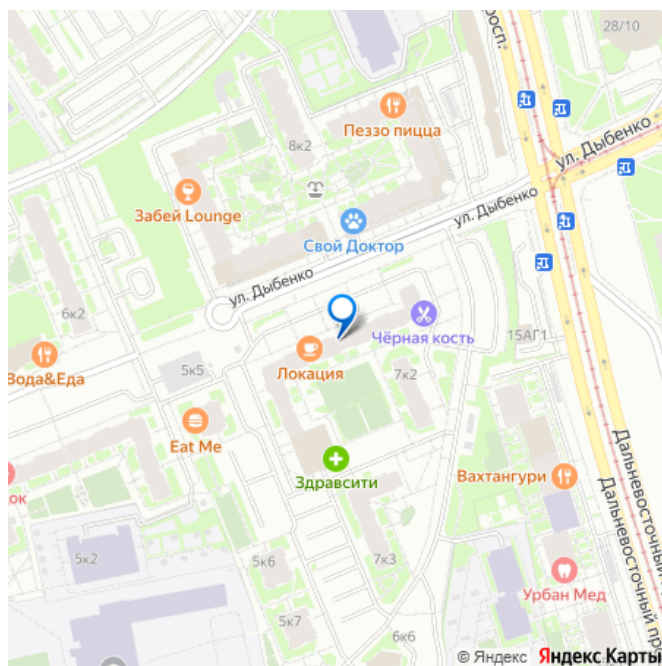 просп.
28/10
Пеззо пицца
ул. Дыбенко
8к2
Забей Lounge
ул. Дыбенко
Свой Доктор
ул. Дыбенко
6к2
Чёрная кость
15АГ1
Вода&Еда
5к5
Локация
7к2
Eat Me
Здравсити
Вахтангури
Дальневосточный
Дальневосточный пр
ок
5к2
5к6
7к3
Урбан Мед
5к7
6к6
© Яндекс Яндекс Карты